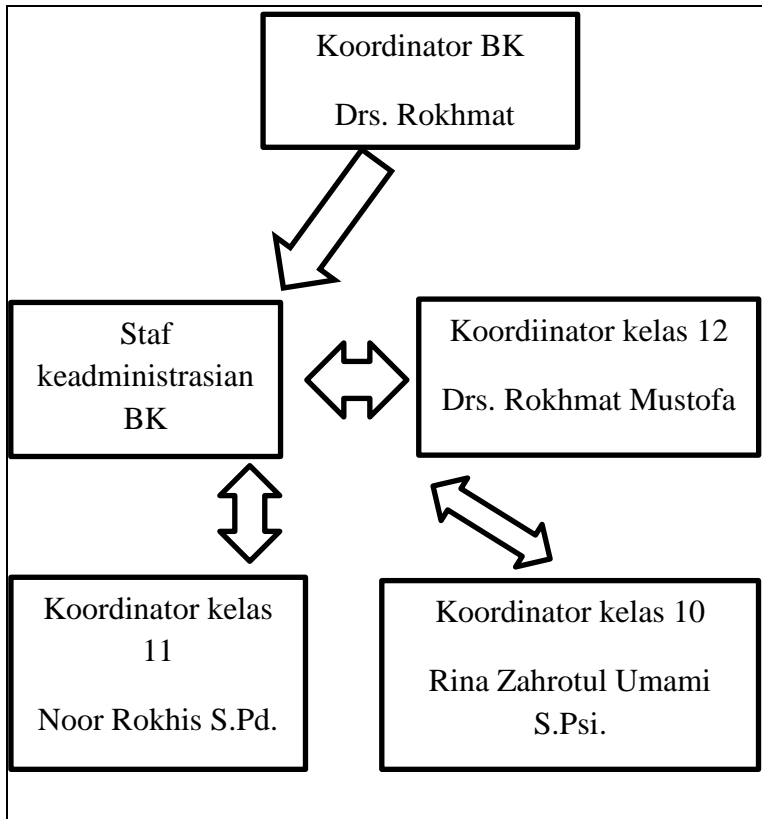 Koordinator BK
Drs. Rokhmat
Staf
keadministrasian
BK
Koordiinator kelas 12
Drs. Rokhmat Mustofa
Koordinator kelas
11
Noor Rokhis S.Pd.
Koordinator kelas 10
Rina Zahrotul Umami
S.Psi.